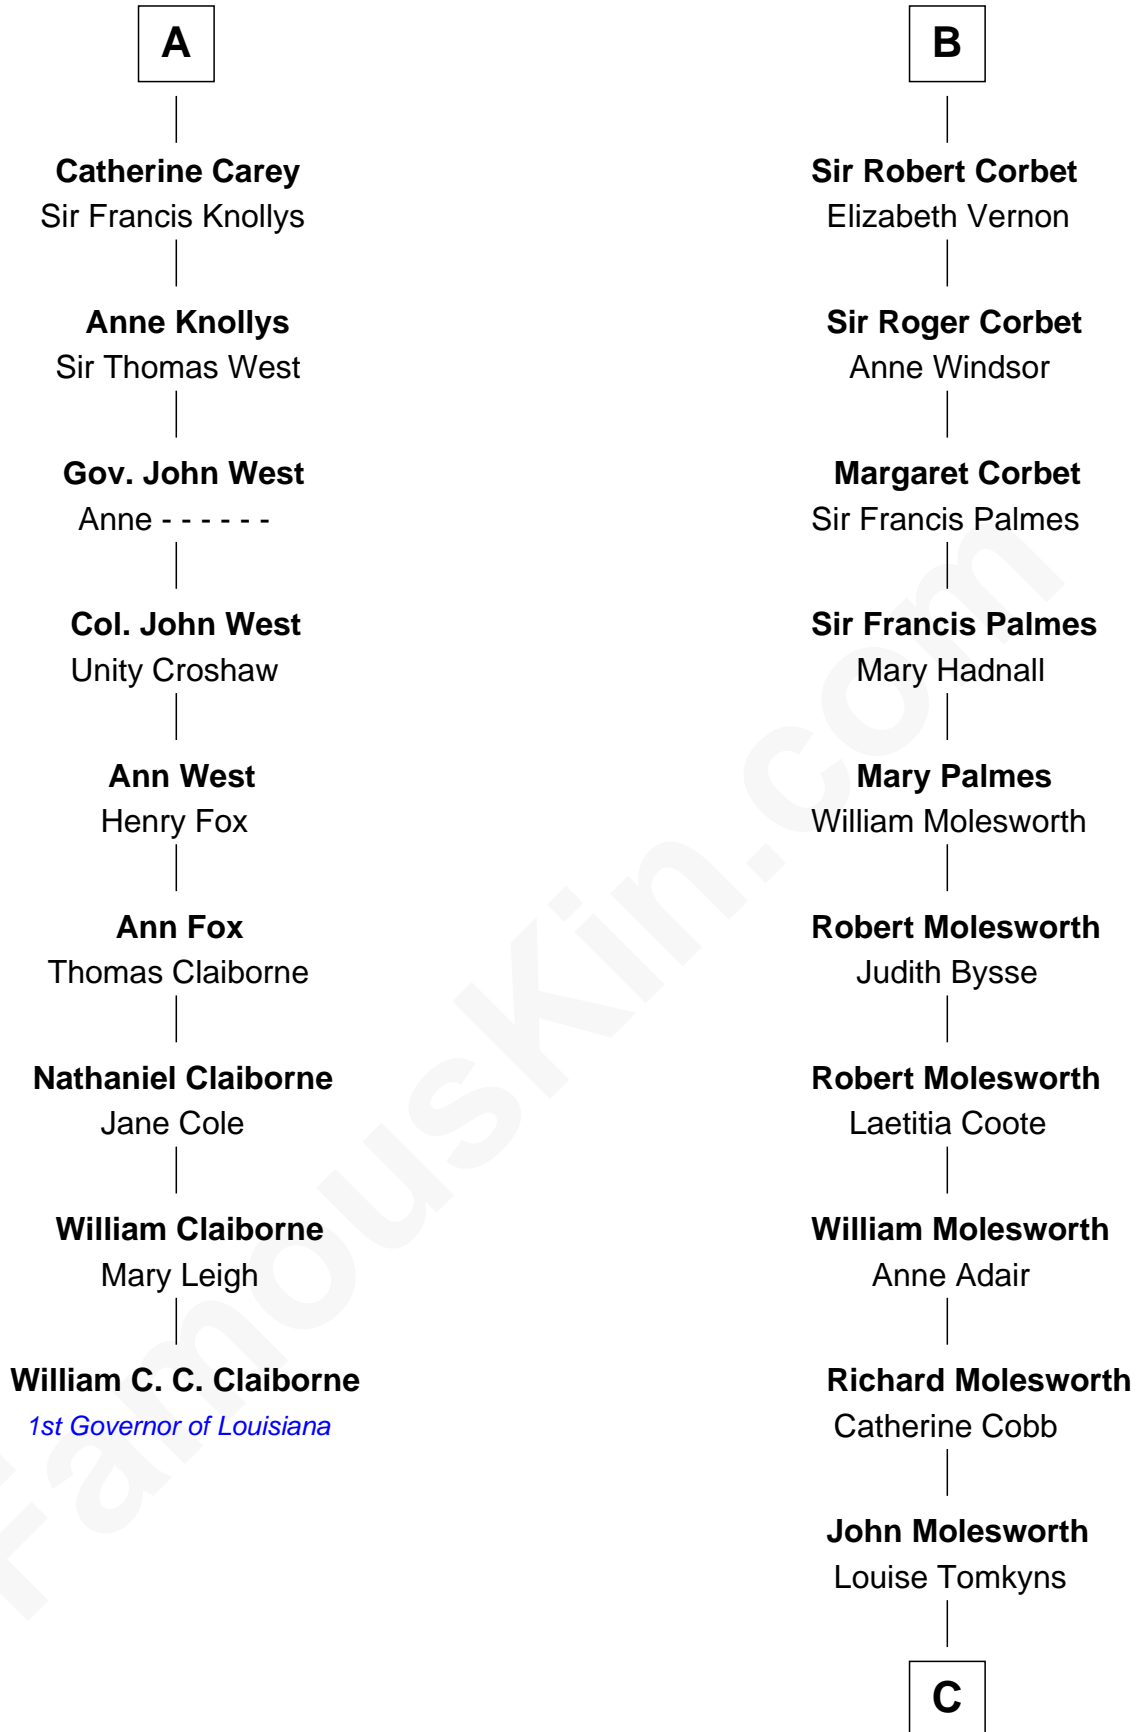 A
Catherine Carey
Sir Francis Knollys
Anne Knollys
Sir Thomas West
Gov. John West
Anne - - - - - -
Col. John West
Unity Croshaw
Ann West
Henry Fox
Ann Fox
Thomas Claiborne
Nathaniel Claiborne
Jane Cole
William Claiborne
Mary Leigh
William C. C. Claiborne
1st Governor of Louisiana
B
Sir Robert Corbet
Elizabeth Vernon
Sir Roger Corbet
Anne Windsor
Margaret Corbet
Sir Francis Palmes
Sir Francis Palmes
Mary Hadnall
Mary Palmes
William Molesworth
Robert Molesworth
Judith Bysse
Robert Molesworth
Laetitia Coote
William Molesworth
Anne Adair
Richard Molesworth
Catherine Cobb
John Molesworth
Louise Tomkyns
C
FamousKin.com